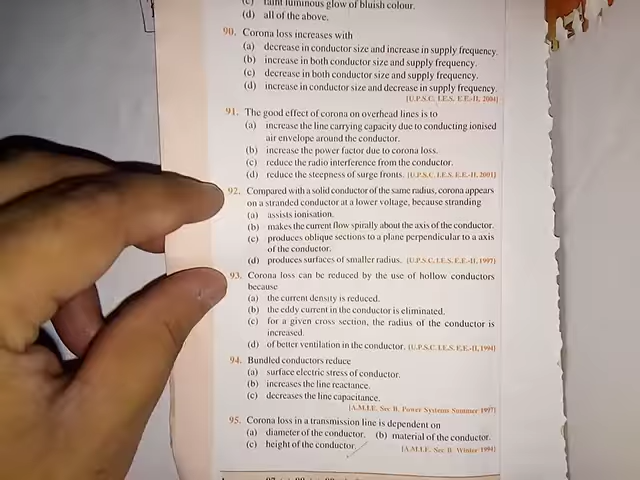 (c) faint luminous glow of bluish colour.
(d) all of the above.
90. Corona loss increases with
(a) decrease in conductor size and increase in supply frequency.
(b) increase in both conductor size and supply frequency.
(c) decrease in both conductor size and supply frequency.
(d) increase in conductor size and decrease in supply frequency.
[U.P.S.C. I.E.S. E.E.-II, 2004]
91. The good effect of corona on overhead lines is to
(a) increase the line carrying capacity due to conducting ionised
air envelope around the conductor.
(b) increase the power factor due to corona loss.
(c) reduce the radio interference from the conductor.
(d) reduce the steepness of surge fronts. [U.P.S.C. I.E.S. E.E.-II, 2001]
92. Compared with a solid conductor of the same radius, corona appears
on a stranded conductor at a lower voltage, because stranding
(a) assists ionisation.
(b) makes the current flow spirally about the axis of the conductor.
(c) produces oblique sections to a plane perpendicular to a axis
of the conductor.
(d) produces surfaces of smaller radius. [U.P.S.C. I.E.S. E.E.-II, 1997]
93. Corona loss can be reduced by the use of hollow conductors
because
(a) the current density is reduced.
(b) the eddy current in the conductor is eliminated.
(c) for a given cross section, the radius of the conductor is
increased.
(d) of better ventilation in the conductor. [U.P.S.C. I.E.S. E.E.-II, 1994]
94. Bundled conductors reduce
(a) surface electric stress of conductor.
(b) increases the line reactance.
(c) decreases the line capacitance.
[A.M.I.E. Sec B. Power Systems Summer 1997]
95. Corona loss in a transmission line is dependent on
(a) diameter of the conductor. (b) material of the conductor.
(c) height of the conductor. [A.M.I.E. Sec B. Winter 1994]